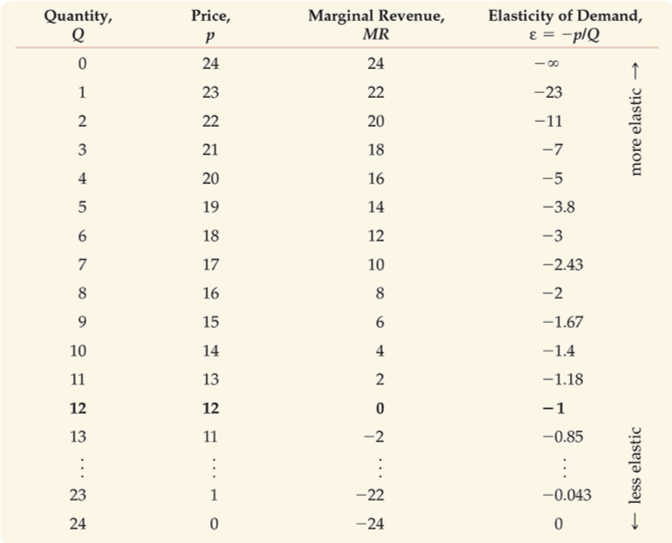 Quantity, Price, Marginal Revenue, Elasticity of Demand,
Q p MR ε = −p/Q
0 24 24 −∞
1 23 22 −23
2 22 20 −11
3 21 18 −7
4 20 16 −5
5 19 14 −3.8
6 18 12 −3
7 17 10 −2.43
8 16 8 −2
9 15 6 −1.67
10 14 4 −1.4
11 13 2 −1.18
12 12 0 −1
13 11 −2 −0.85
⋮ ⋮ ⋮ ⋮
23 1 −22 −0.043
24 0 −24 0
more elastic →
← less elastic